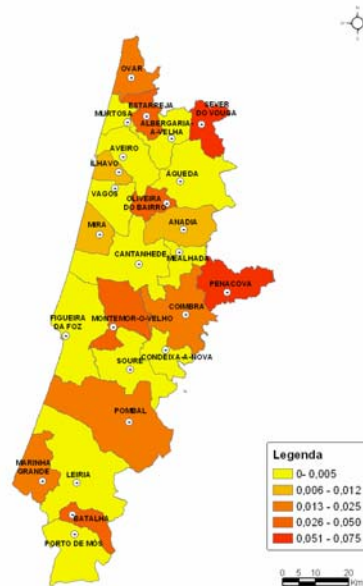 N
OVAR
ESTARREJA
SEVER
DO VOUGA
MURTOSA
ALBERGARIA-
A-VELHA
AVEIRO
ÍLHAVO
ÁGUEDA
VAGOS
OLIVEIRA
DO BAIRRO
MIRA
ANADIA
CANTANHEDE
MEALHADA
PENACOVA
COIMBRA
FIGUEIRA
DA FOZ
MONTEMOR-O-VELHO
CONDEIXA-A-NOVA
SOURE
POMBAL
MARINHA
GRANDE
LEIRIA
BATALHA
PORTO DE MÓS
Legenda
0- 0,005
0,006 - 0,012
0,013 - 0,025
0,026 - 0,050
0,051 - 0,075
0 5 10 20
Km